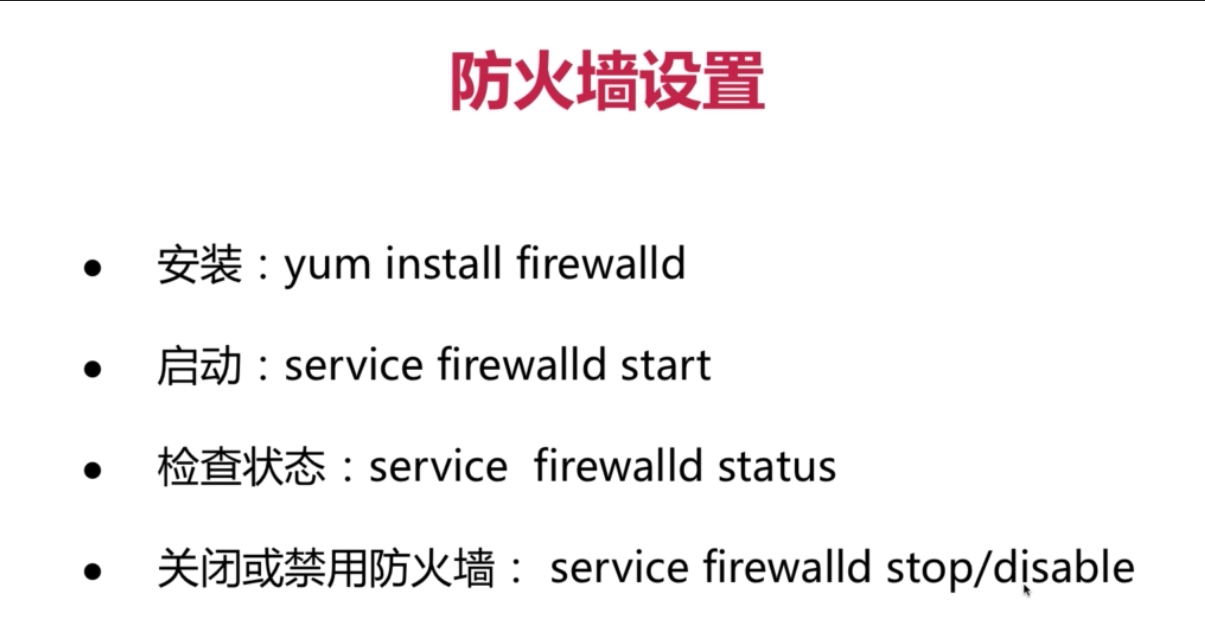 防火墙设置
● 安装：yum install firewalld
● 启动：service firewalld start
● 检查状态：service  firewalld status
● 关闭或禁用防火墙： service firewalld stop/disable